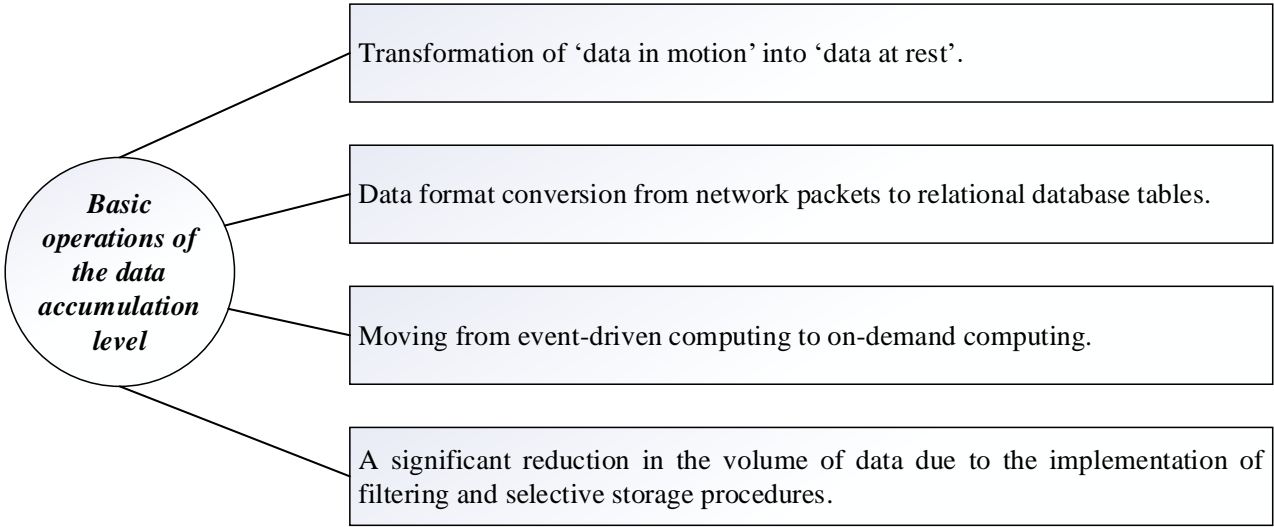 Transformation of ‘data in motion’ into ‘data at rest’.
Basic
operations of
the data
accumulation
level
Data format conversion from network packets to relational database tables.
Moving from event-driven computing to on-demand computing.
A significant reduction in the volume of data due to the implementation of
filtering and selective storage procedures.